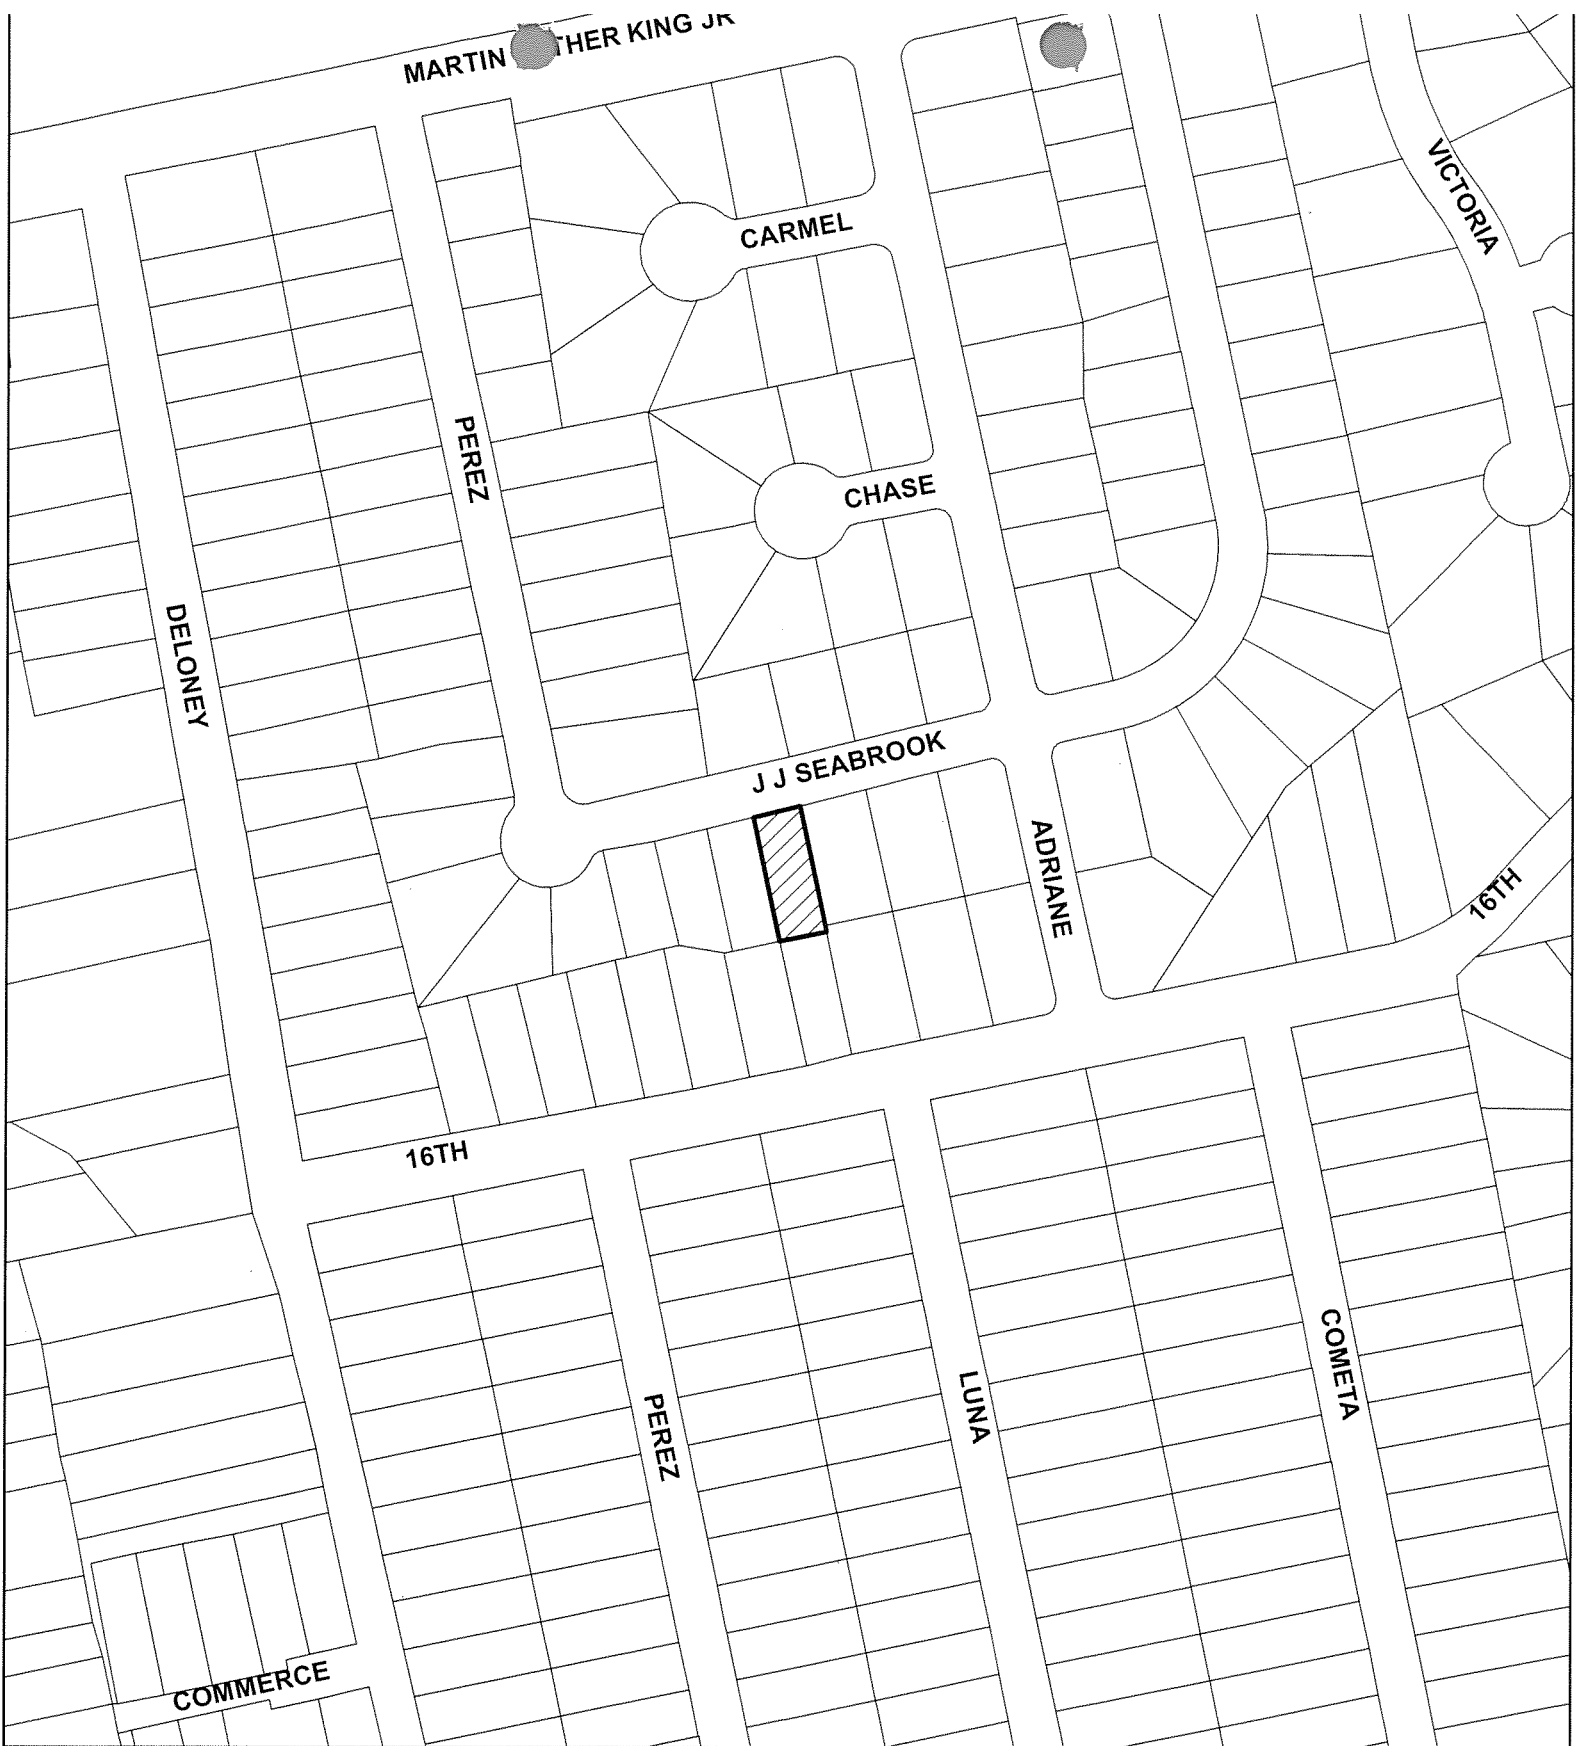 MARTIN THER KING JR
CARMEL
VICTORIA
PEREZ
CHASE
DELONEY
J J SEABROOK
ADRIANE
16TH
16TH
COMETA
LUNA
PEREZ
COMMERCE